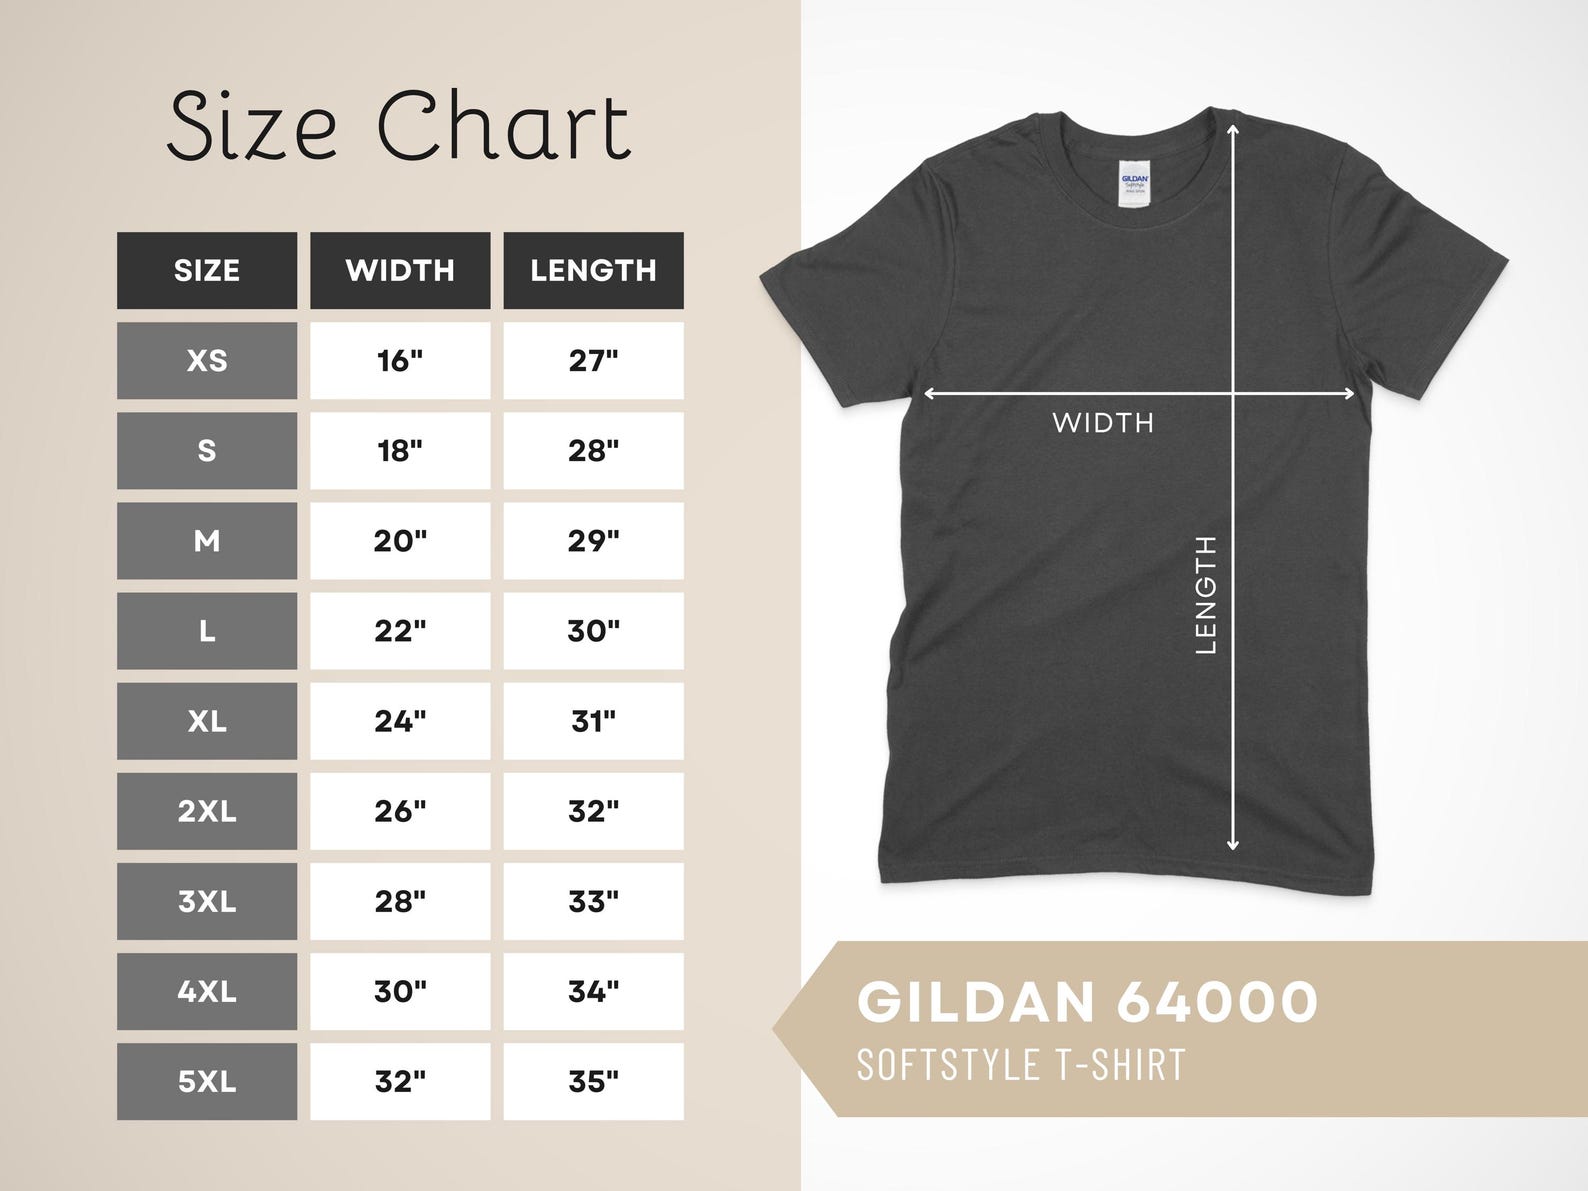 Size Chart
SIZE WIDTH LENGTH
XS 16" 27"
S 18" 28"
M 20" 29"
L 22" 30"
XL 24" 31"
2XL 26" 32"
3XL 28" 33"
4XL 30" 34"
5XL 32" 35"
GILDAN
Softstyle
WIDTH
LENGTH
GILDAN 64000
SOFTSTYLE T-SHIRT